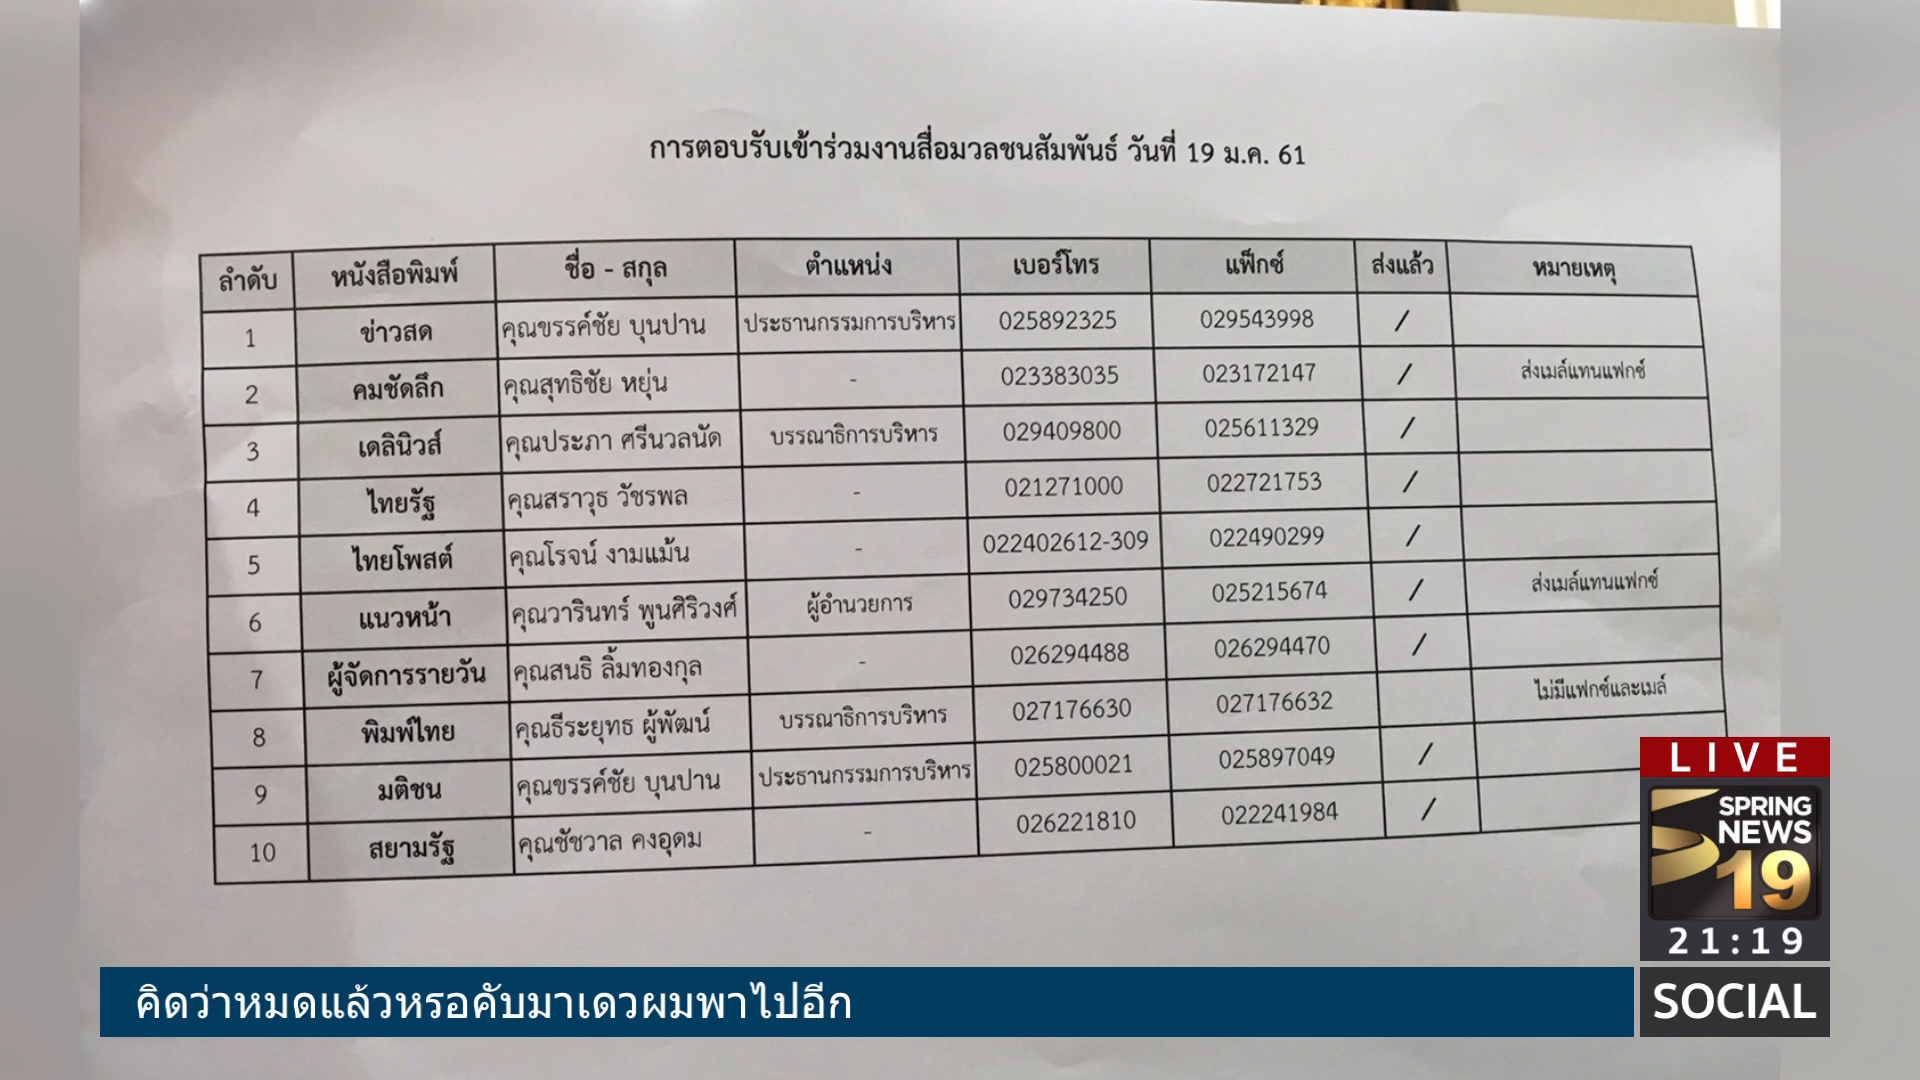 การตอบรับเข้าร่วมงานสื่อมวลชนสัมพันธ์ วันที่ 19 ม.ค. 61
ลำดับ หนังสือพิมพ์ ชื่อ - สกุล ตำแหน่ง เบอร์โทร แฟ็กซ์ ส่งแล้ว หมายเหตุ
1 ข่าวสด คุณขรรค์ชัย บุนปาน ประธานกรรมการบริหาร 025892325 029543998 /
2 คมชัดลึก คุณสุทธิชัย หยุ่น - 023383035 023172147 / ส่งเมล์แทนแฟกซ์
3 เดลินิวส์ คุณประภา ศรีนวลนัด บรรณาธิการบริหาร 029409800 025611329 /
4 ไทยรัฐ คุณสราวุธ วัชรพล - 021271000 022721753 /
5 ไทยโพสต์ คุณโรจน์ งามแม้น - 022402612-309 022490299 /
6 แนวหน้า คุณวารินทร์ พูนศิริวงศ์ ผู้อำนวยการ 029734250 025215674 / ส่งเมล์แทนแฟกซ์
7 ผู้จัดการรายวัน คุณสนธิ ลิ้มทองกุล - 026294488 026294470 /
8 พิมพ์ไทย คุณธีระยุทธ ผู้พัฒน์ บรรณาธิการบริหาร 027176630 027176632 ไม่มีแฟกซ์และเมล์
9 มติชน คุณขรรค์ชัย บุนปาน ประธานกรรมการบริหาร 025800021 025897049 /
10 สยามรัฐ คุณชัชวาล คงอุดม - 026221810 022241984 /
LIVE
SPRING
NEWS
19
21:19
คิดว่าหมดแล้วหรอคับมาเดวผมพาไปอีก SOCIAL